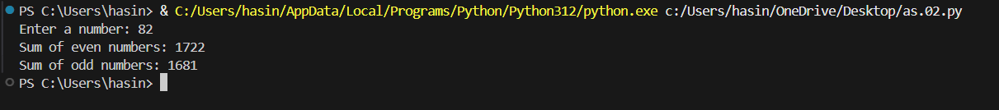 PS C:\Users\hasin> & C:/Users/hasin/AppData/Local/Programs/Python/Python312/python.exe c:/Users/hasin/OneDrive/Desktop/as.02.py
Enter a number: 82
Sum of even numbers: 1722
Sum of odd numbers: 1681
PS C:\Users\hasin>